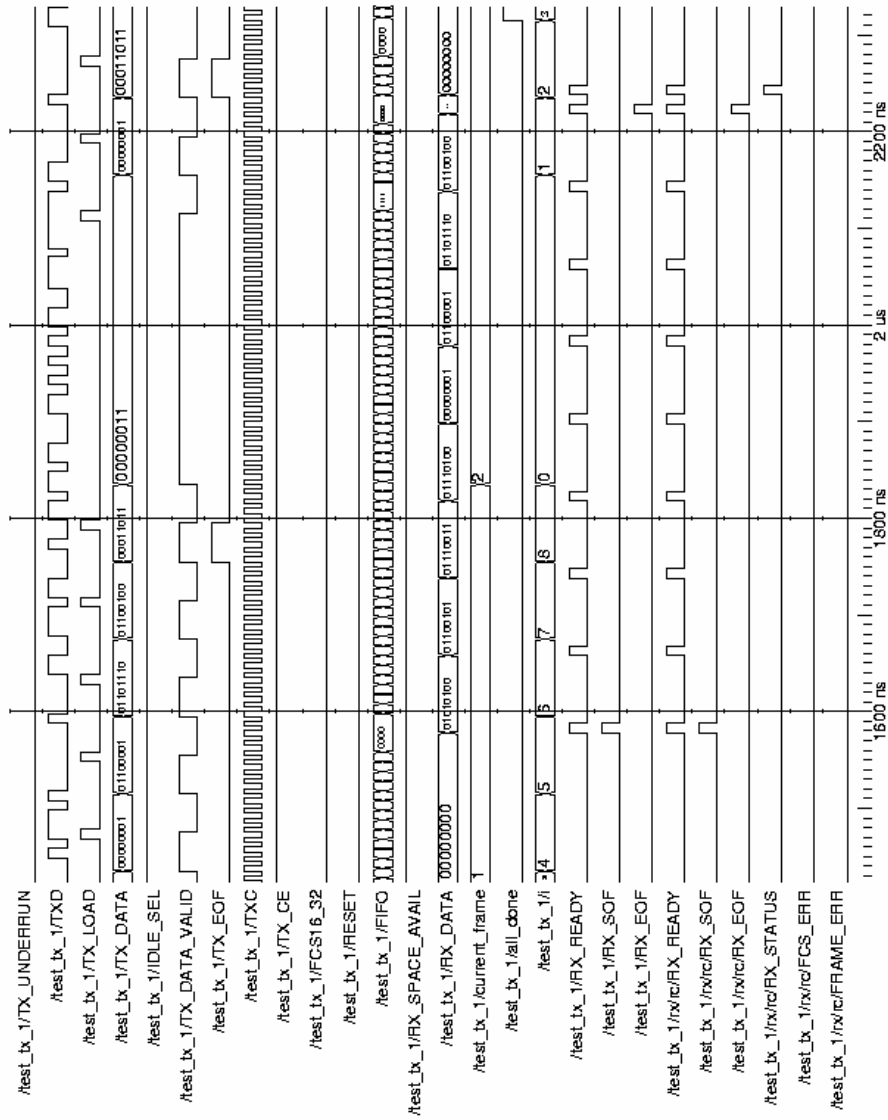 /test_tx_1/TX_UNDERRUN
/test_tx_1/TXD
/test_tx_1/TX_LOAD
/test_tx_1/TX_DATA 00000001 01100001 01101110 01100100 00011011 00000011 00000001 00011011
/test_tx_1/IDLE_SEL
/test_tx_1/TX_DATA_VALID
/test_tx_1/TX_EOF
/test_tx_1/TXC
/test_tx_1/TX_CE
/test_tx_1/FCS16_32
/test_tx_1/RESET
/test_tx_1/FIFO 0000 0000
/test_tx_1/RX_SPACE_AVAIL
/test_tx_1/RX_DATA 00000000 01010100 01100101 01110011 01110100 00000001 01100001 01101110 01100100 .. 00000000
/test_tx_1/current_frame 1 2
/test_tx_1/all_done
/test_tx_1/i 4 5 6 7 8 0 1 2 3
/test_tx_1/RX_READY
/test_tx_1/RX_SOF
/test_tx_1/RX_EOF
/test_tx_1/rx/rc/RX_READY
/test_tx_1/rx/rc/RX_SOF
/test_tx_1/rx/rc/RX_EOF
/test_tx_1/rx/rc/RX_STATUS
/test_tx_1/rx/rc/FCS_ERR
/test_tx_1/rx/rc/FRAME_ERR
1600 ns 1800 ns 2 us 2200 ns